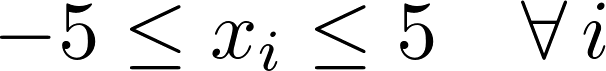 −5 ≤ xᵢ ≤ 5 ∀ i